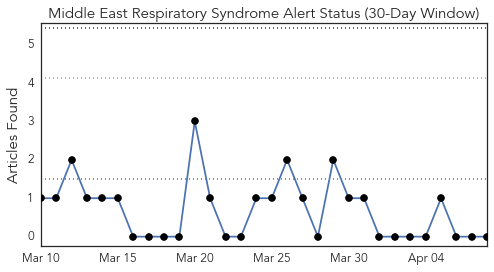 Middle East Respiratory Syndrome Alert Status (30-Day Window)
Articles Found
5
4
3
2
1
0
Mar 10 Mar 15 Mar 20 Mar 25 Mar 30 Apr 04